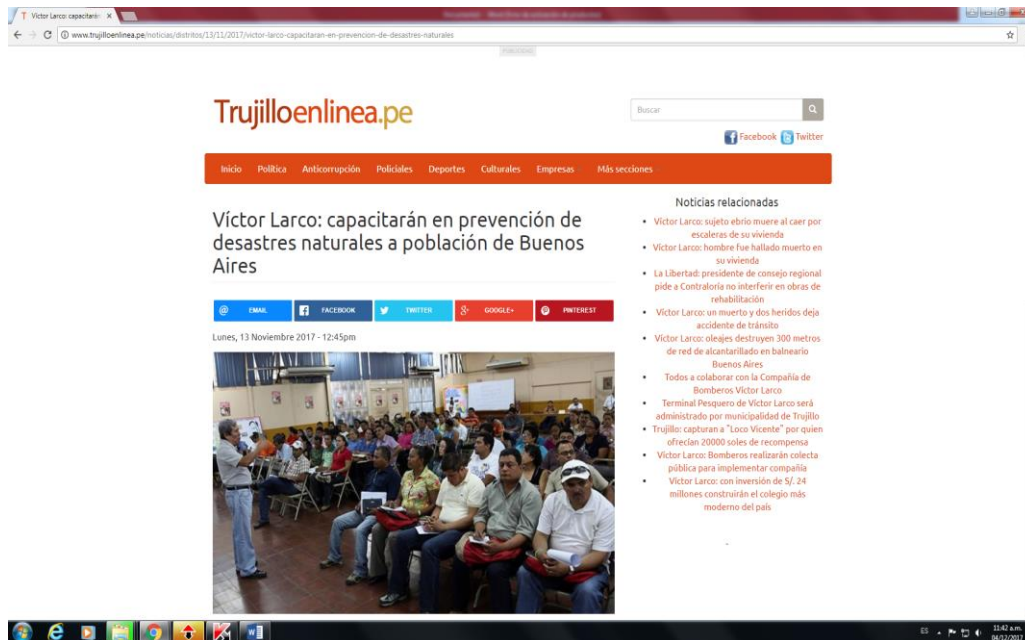 Víctor Larco: capacitarán
www.trujilloenlinea.pe/noticias/distritos/13/11/2017/victor-larco-capacitaran-en-prevencion-de-desastres-naturales
PUBLICIDAD
Trujilloenlinea.pe
Buscar
Facebook Twitter
Inicio Política Anticorrupción Policiales Deportes Culturales Empresas Más secciones
Víctor Larco: capacitarán en prevención de
desastres naturales a población de Buenos
Aires
EMAIL FACEBOOK TWITTER GOOGLE+ PINTEREST
Lunes, 13 Noviembre 2017 - 12:45pm
Noticias relacionadas
Víctor Larco: sujeto ebrio muere al caer por
escaleras de su vivienda
Víctor Larco: hombre fue hallado muerto en
su vivienda
La Libertad: presidente de consejo regional
pide a Contraloría no interferir en obras de
rehabilitación
Víctor Larco: un muerto y dos heridos deja
accidente de tránsito
Víctor Larco: oleajes destruyen 300 metros
de red de alcantarillado en balneario
Buenos Aires
Todos a colaborar con la Compañía de
Bomberos Víctor Larco
Terminal Pesquero de Víctor Larco será
administrado por municipalidad de Trujillo
Trujillo: capturan a "Loco Vicente" por quien
ofrecían 20000 soles de recompensa
Víctor Larco: Bomberos realizarán colecta
pública para implementar compañía
Víctor Larco: con inversión de S/. 24
millones construirán el colegio más
moderno del país
ES
11:42 a.m.
04/12/2017